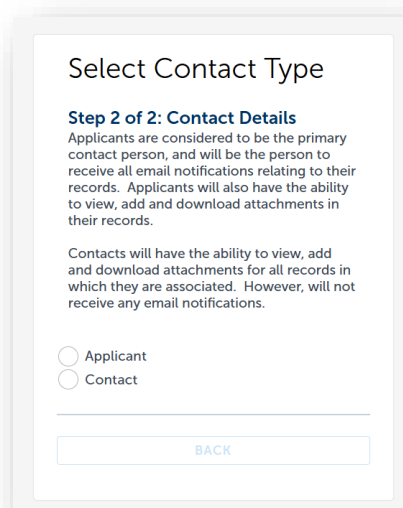 Select Contact Type
Step 2 of 2: Contact Details
Applicants are considered to be the primary
contact person, and will be the person to
receive all email notifications relating to their
records.  Applicants will also have the ability
to view, add and download attachments in
their records.
Contacts will have the ability to view, add
and download attachments for all records in
which they are associated.  However, will not
receive any email notifications.
Applicant
Contact
BACK